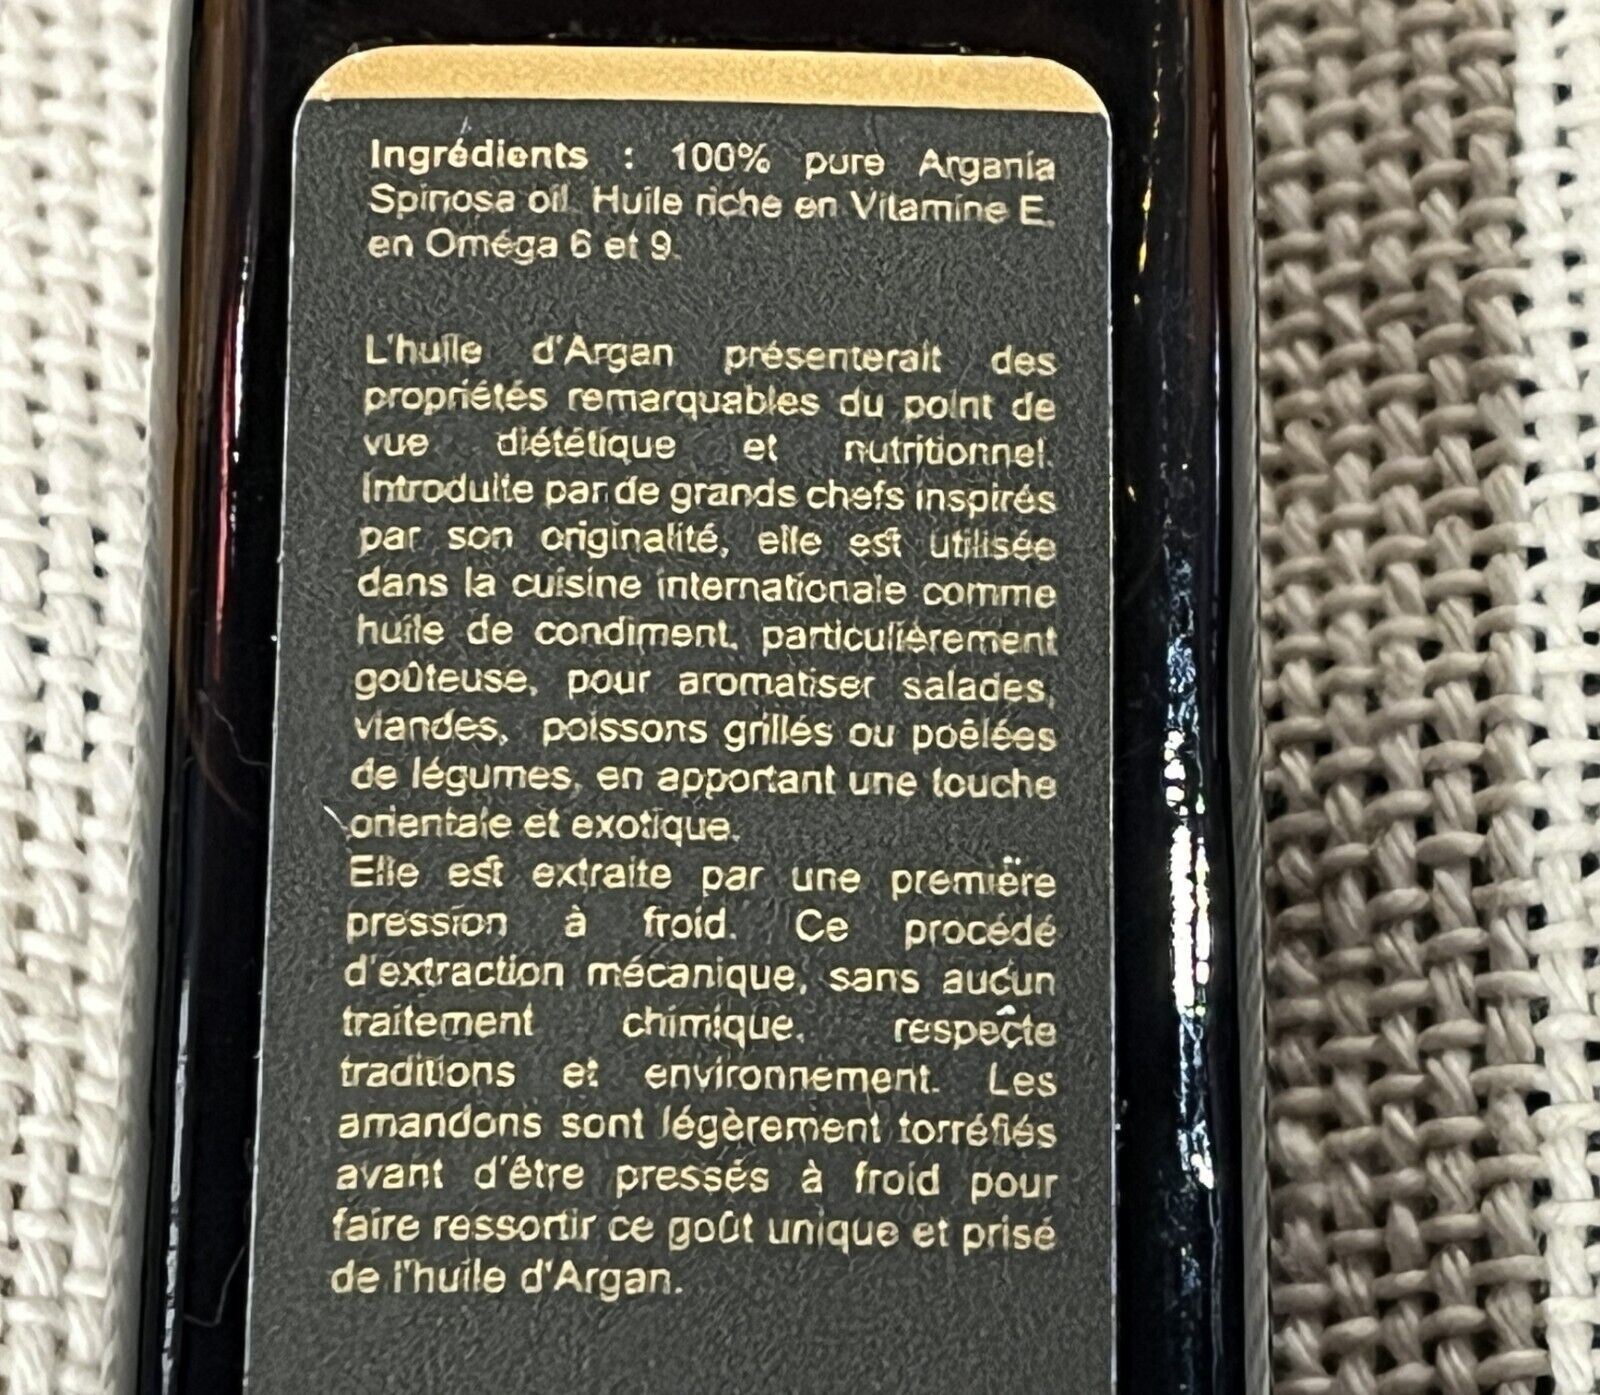 Ingrédients : 100% pure Argania
Spinosa oil. Huile riche en Vitamine E,
en Oméga 6 et 9.
L'huile d'Argan présenterait des
propriétés remarquables du point de
vue diététique et nutritionnel.
Introduite par de grands chefs inspirés
par son originalité, elle est utilisée
dans la cuisine internationale comme
huile de condiment, particulièrement
goûteuse, pour aromatiser salades,
viandes, poissons grillés ou poêlées
de légumes, en apportant une touche
orientale et exotique.
Elle est extraite par une première
pression à froid. Ce procédé
d'extraction mécanique, sans aucun
traitement chimique, respecte
traditions et environnement. Les
amandons sont légèrement torréfiés
avant d'être pressés à froid pour
faire ressortir ce goût unique et prisé
de l'huile d'Argan.